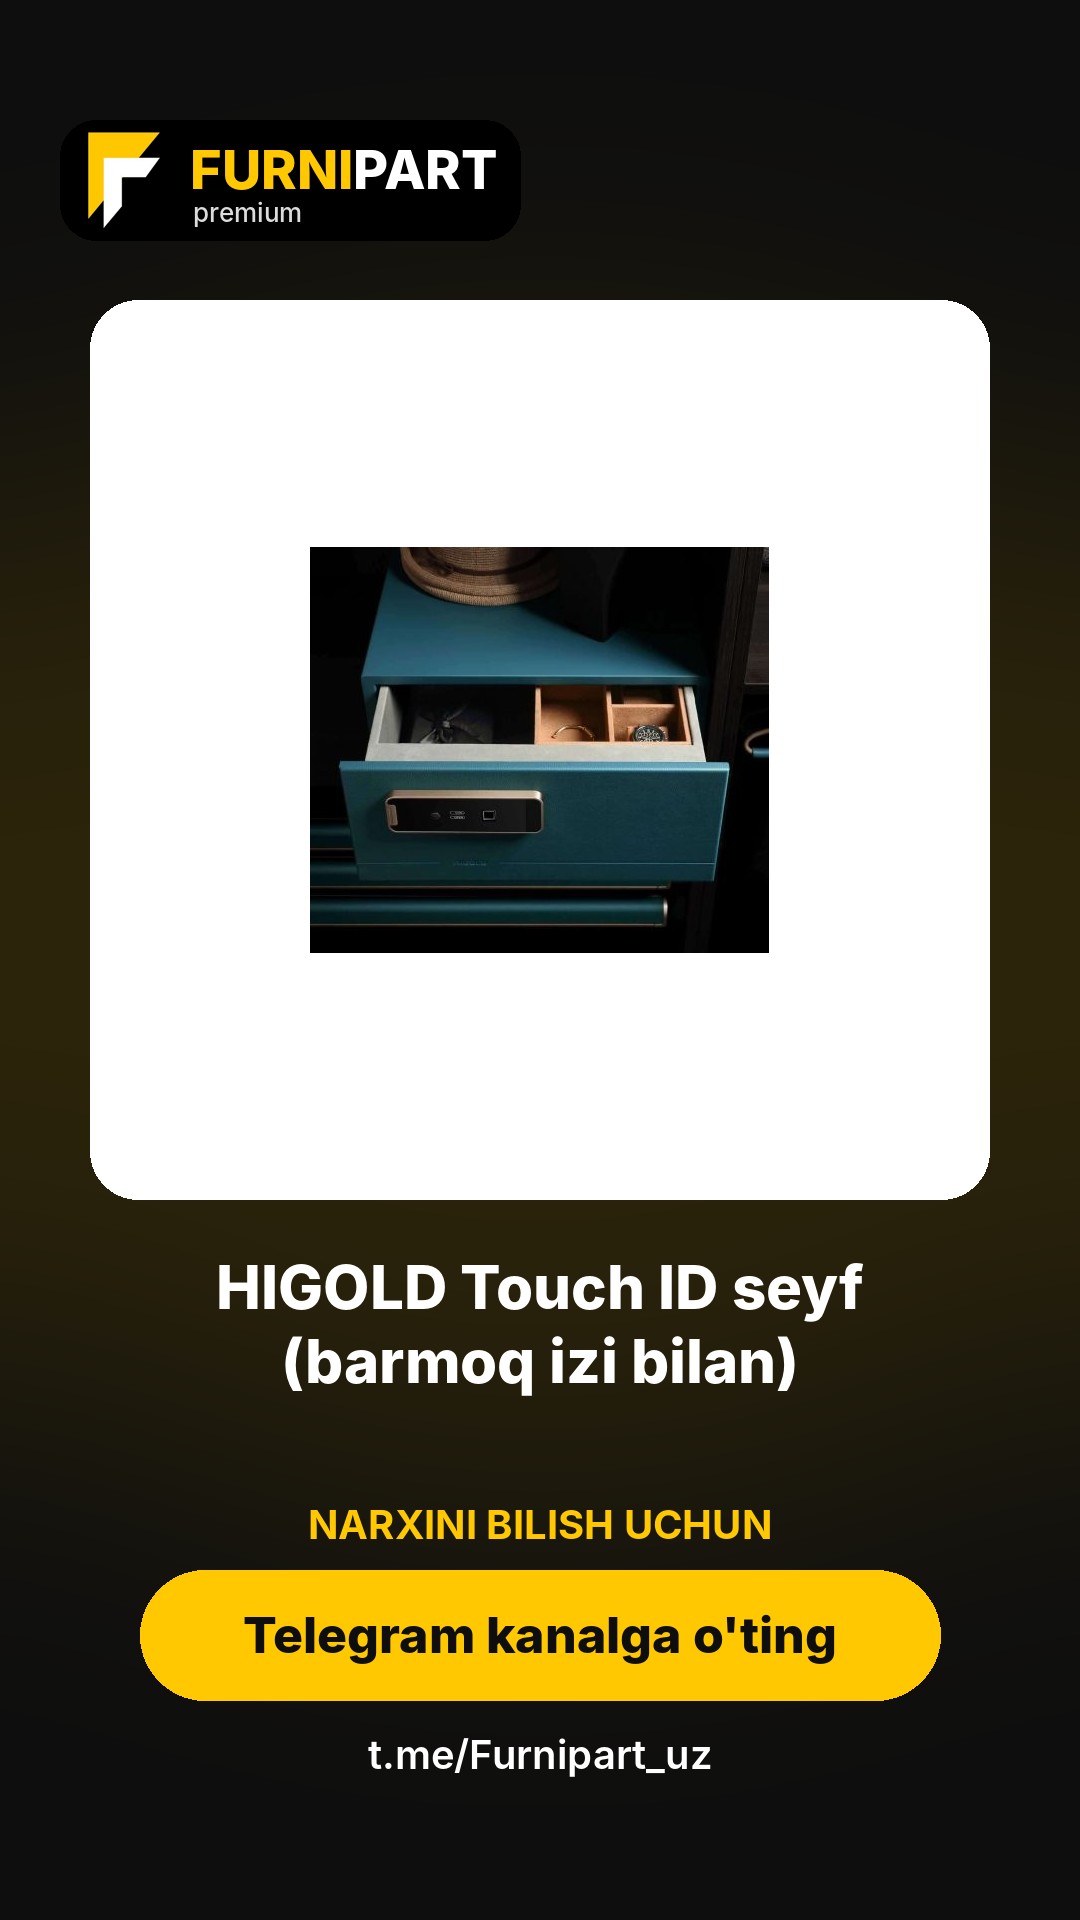 FURNIPART
premium
HIGOLD Touch ID seyf
(barmoq izi bilan)
NARXINI BILISH UCHUN
Telegram kanalga o'ting
t.me/Furnipart_uz